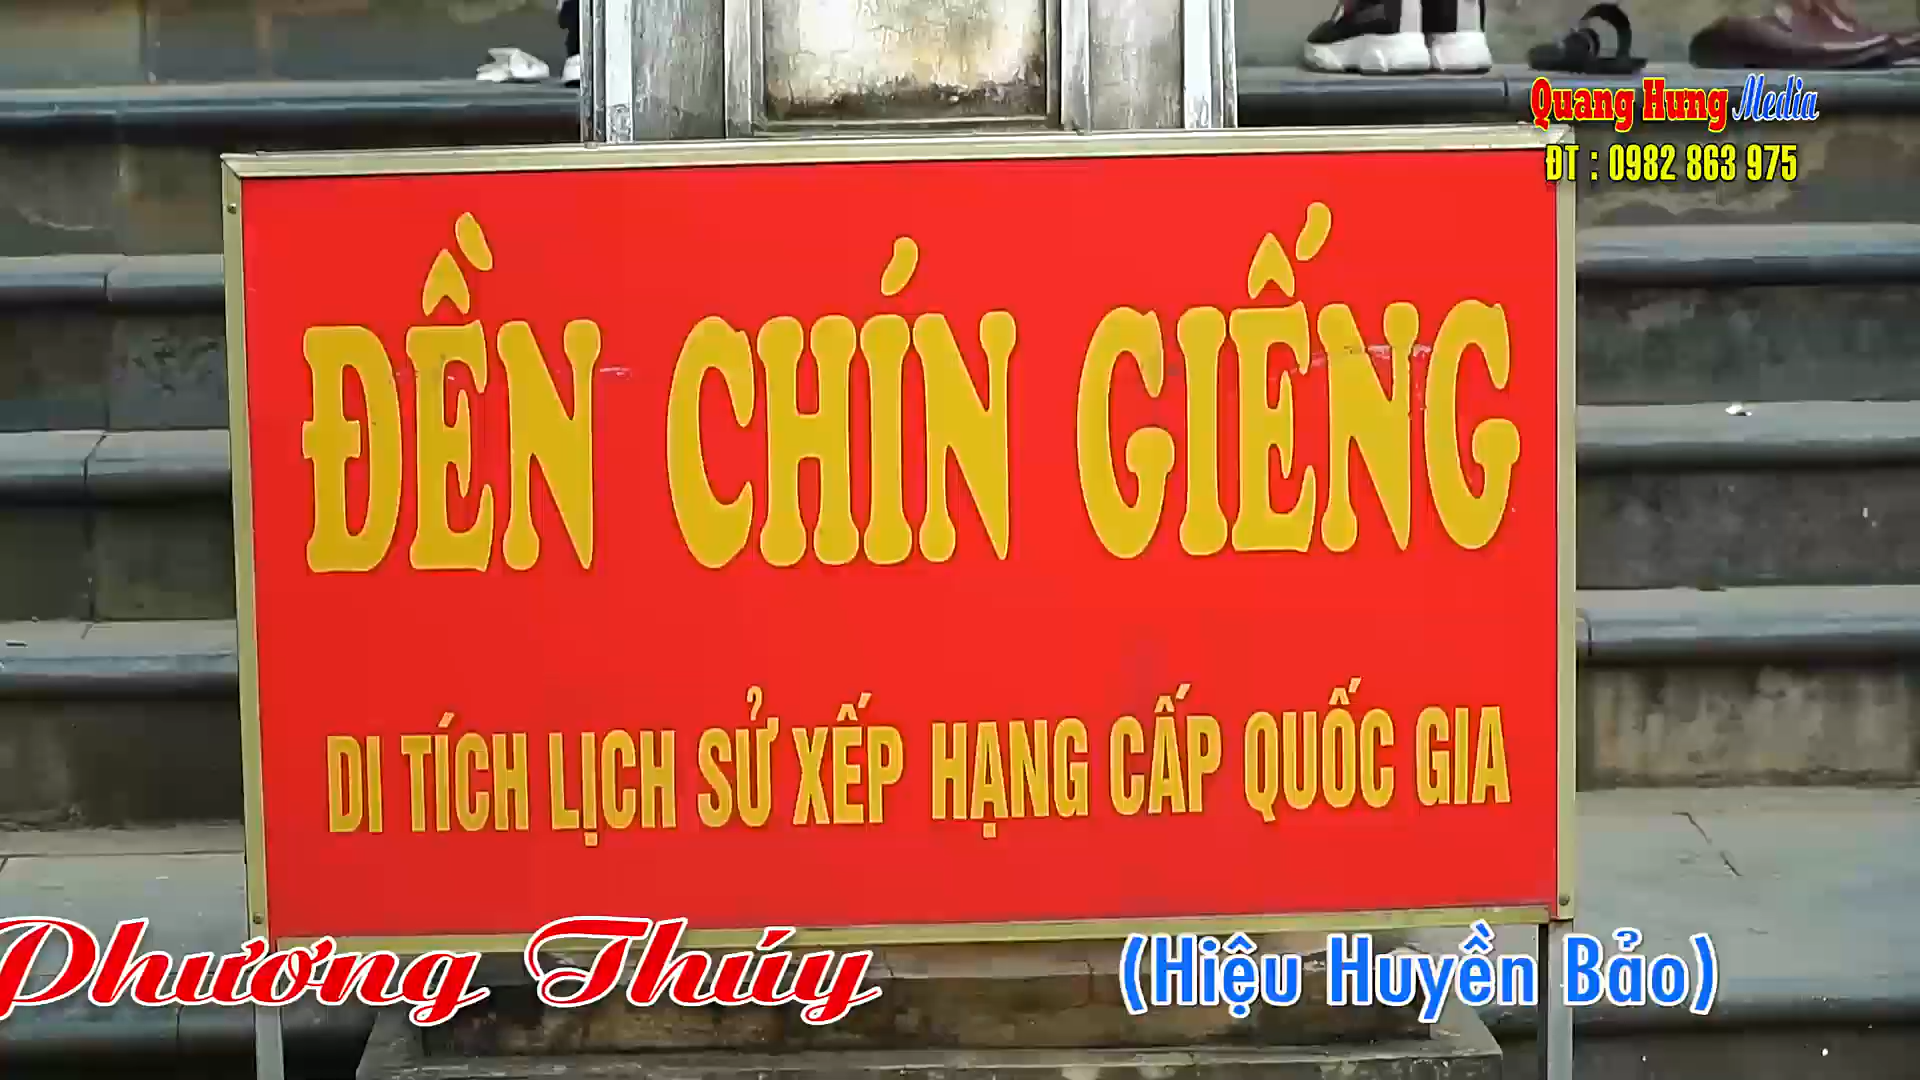 Quang Hung Media
ĐT : 0982 863 975
ĐỀN CHÍN GIẾNG
DI TÍCH LỊCH SỬ XẾP HẠNG CẤP QUỐC GIA
Phương Thúy (Hiệu Huyền Bảo)